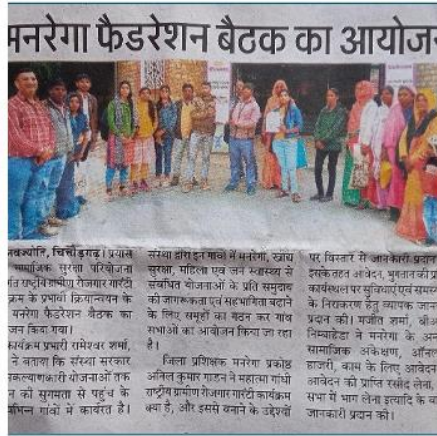 मनरेगा फैडरेशन बैठक का आयोजन
नवज्योति, चित्तौड़गढ़। प्रयास
सामाजिक सुरक्षा परियोजना
राष्ट्रीय ग्रामीण रोजगार गारंटी
क्रम के प्रभावी क्रियान्वयन के
मनरेगा फैडरेशन बैठक का
जन किया गया।
कार्यक्रम प्रभारी रामेश्वर शर्मा,
ने बताया कि संस्था सरकार
कल्याणकारी योजनाओं तक
न को सुगमता से पहुंच के
विभिन्न गांवों में कार्यरत है।
संस्था द्वारा इन गांवों में मनरेगा, खाद्य
सुरक्षा, महिला एवं जन स्वास्थ्य से
संबंधित योजनाओं के प्रति समुदाय
की जागरूकता एवं सहभागिता बढ़ाने
के लिए समूहों का गठन कर गांव
सभाओं का आयोजन किया जा रहा
है।
जिला प्रशिक्षक मनरेगा प्रकोष्ठ
अनिल कुमार गाडन ने महात्मा गांधी
राष्ट्रीय ग्रामीण रोजगार गारंटी कार्यक्रम
क्या है, और इसको बनाने के उद्देश्यों
पर विस्तार से जानकारी प्रदान
इसके तहत आवेदन, भुगतान की प्र
कार्यस्थल पर सुविधाएं एवं समस्
के निराकरण हेतु व्यापक जान
प्रदान की। मजीत शर्मा, बीअ
निम्बाहेडा ने मनरेगा के अन्
सामाजिक अंकेक्षण, ऑनल
हाजरी, काम के लिए आवेदन
आवेदन की प्राप्ति रसीद लेना,
सभा में भाग लेना इत्यादि के ब
जानकारी प्रदान की।